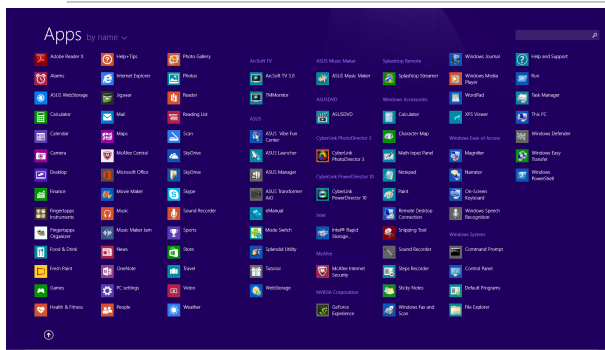 Apps by name
Adobe Reader X
Alarms
ASUS WebStorage
Calculator
Calendar
Camera
Desktop
Finance
Fingertapps Instruments
Fingertapps Organizer
Food & Drink
Fresh Paint
Games
Health & Fitness
Help+Tips
Internet Explorer
Jigswar
Mail
Maps
McAfee Central
Microsoft Office
Movie Maker
Music
Music Maker Jam
News
OneNote
PC settings
People
Photo Gallery
Photos
Reader
Reading List
Scan
SkyDrive
SkyDrive
Skype
Sound Recorder
Sports
Store
Travel
Video
Weather
ArcSoft TV
ArcSoft TV 5.0
TMMonitor
ASUS
ASUS Vibe Fun
Center
ASUS Launcher
ASUS Manager
ASUS Transformer
AiO
eManual
Mode Switch
Splendid Utility
Tutorial
WebStorage
ASUS Music Maker
ASUS Music Maker
ASUSDVD
ASUSDVD
CyberLink PhotoDirector 3
CyberLink
PhotoDirector 3
CyberLink PowerDirector 10
CyberLink
PowerDirector 10
Intel
Intel® Rapid
Storage...
McAfee
McAfee Internet
Security
NVIDIA Corporation
GeForce
Experience
Splashtop Remote
Splashtop Streamer
Windows Accessories
Calculator
Character Map
Math Input Panel
Notepad
Paint
Remote Desktop
Connection
Snipping Tool
Sound Recorder
Steps Recorder
Sticky Notes
Windows Fax and
Scan
Windows Journal
Windows Media
Player
WordPad
XPS Viewer
Windows Ease of Access
Magnifier
Narrator
On-Screen
Keyboard
Windows Speech
Recognition
Windows System
Command Prompt
Control Panel
Default Programs
File Explorer
Help and Support
Run
Task Manager
This PC
Windows Defender
Windows Easy
Transfer
Windows
PowerShell